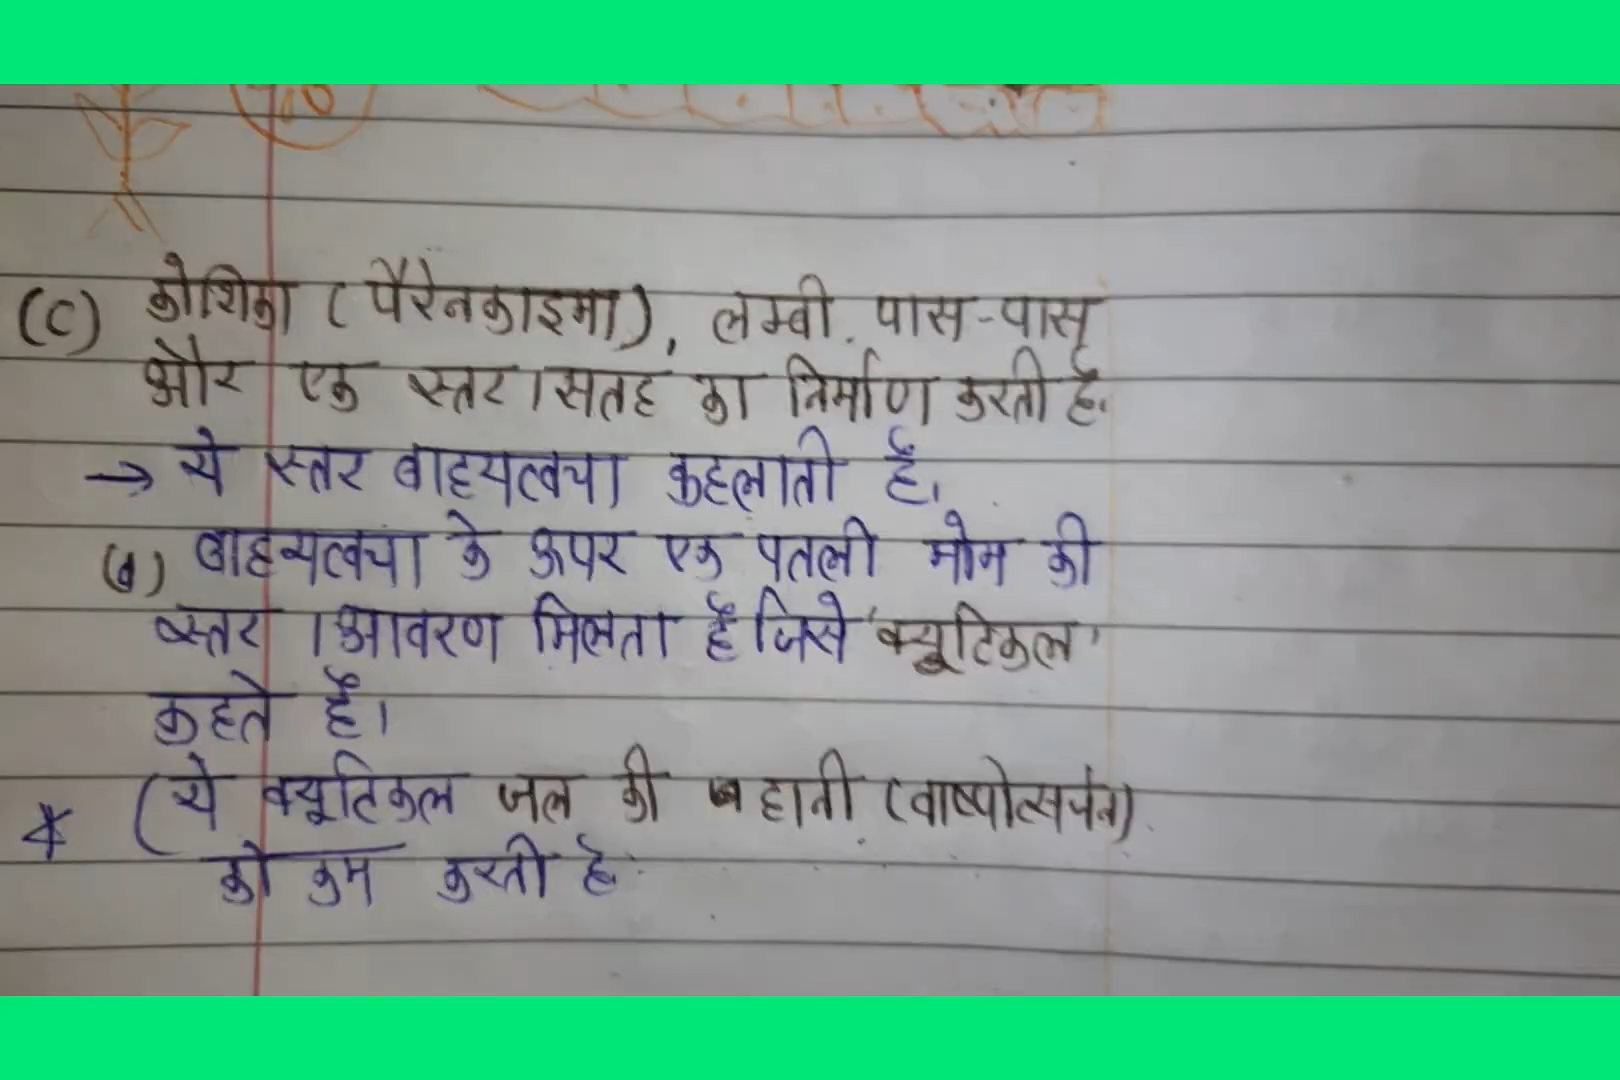 (C) कोशिका (पैरेनकाइमा), लम्बी, पास-पास
और एक स्तर/सतह का निर्माण करती है.
→ ये स्तर बाह्यत्वचा कहलाती है.
(d) बाह्यत्वचा के ऊपर एक पतली मोम की
स्तर/आवरण मिलता है जिसे 'क्यूटिकल'
कहते है।
* (ये क्यूटिकल जल की हानी (वाष्पोत्सर्जन)
को कम करती है.